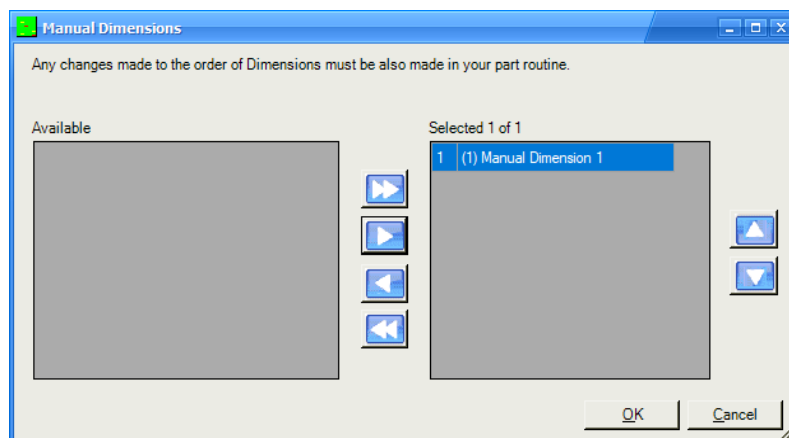 Manual Dimensions
Any changes made to the order of Dimensions must be also made in your part routine.
Available
Selected 1 of 1
1 (1) Manual Dimension 1
OK
Cancel